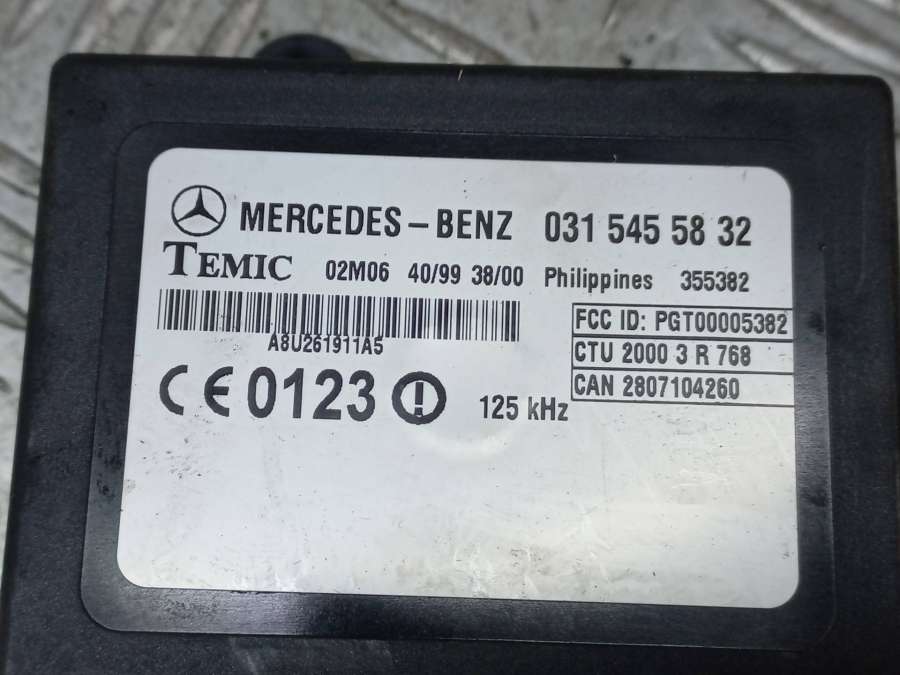 MERCEDES-BENZ 031 545 58 32
TEMIC 02M06 40/99 38/00 Philippines 355382
FCC ID: PGT00005382
A8U261911A5
CTU 2000 3 R 768
CAN 2807104260
CE 0123 125 kHz